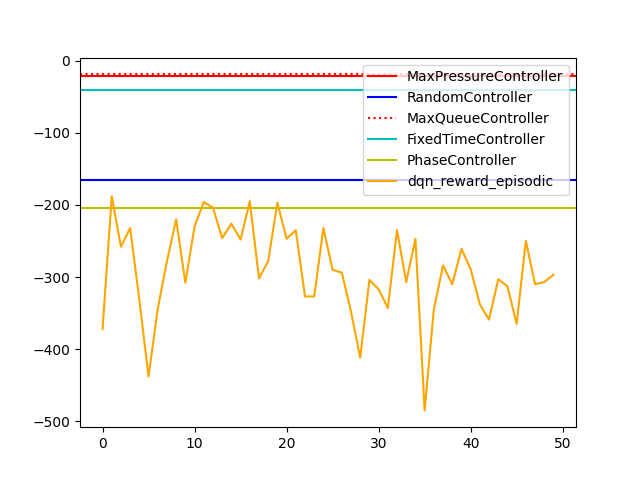 0
−100
−200
−300
−400
−500
0
10
20
30
40
50
MaxPressureController
RandomController
MaxQueueController
FixedTimeController
PhaseController
dqn_reward_episodic